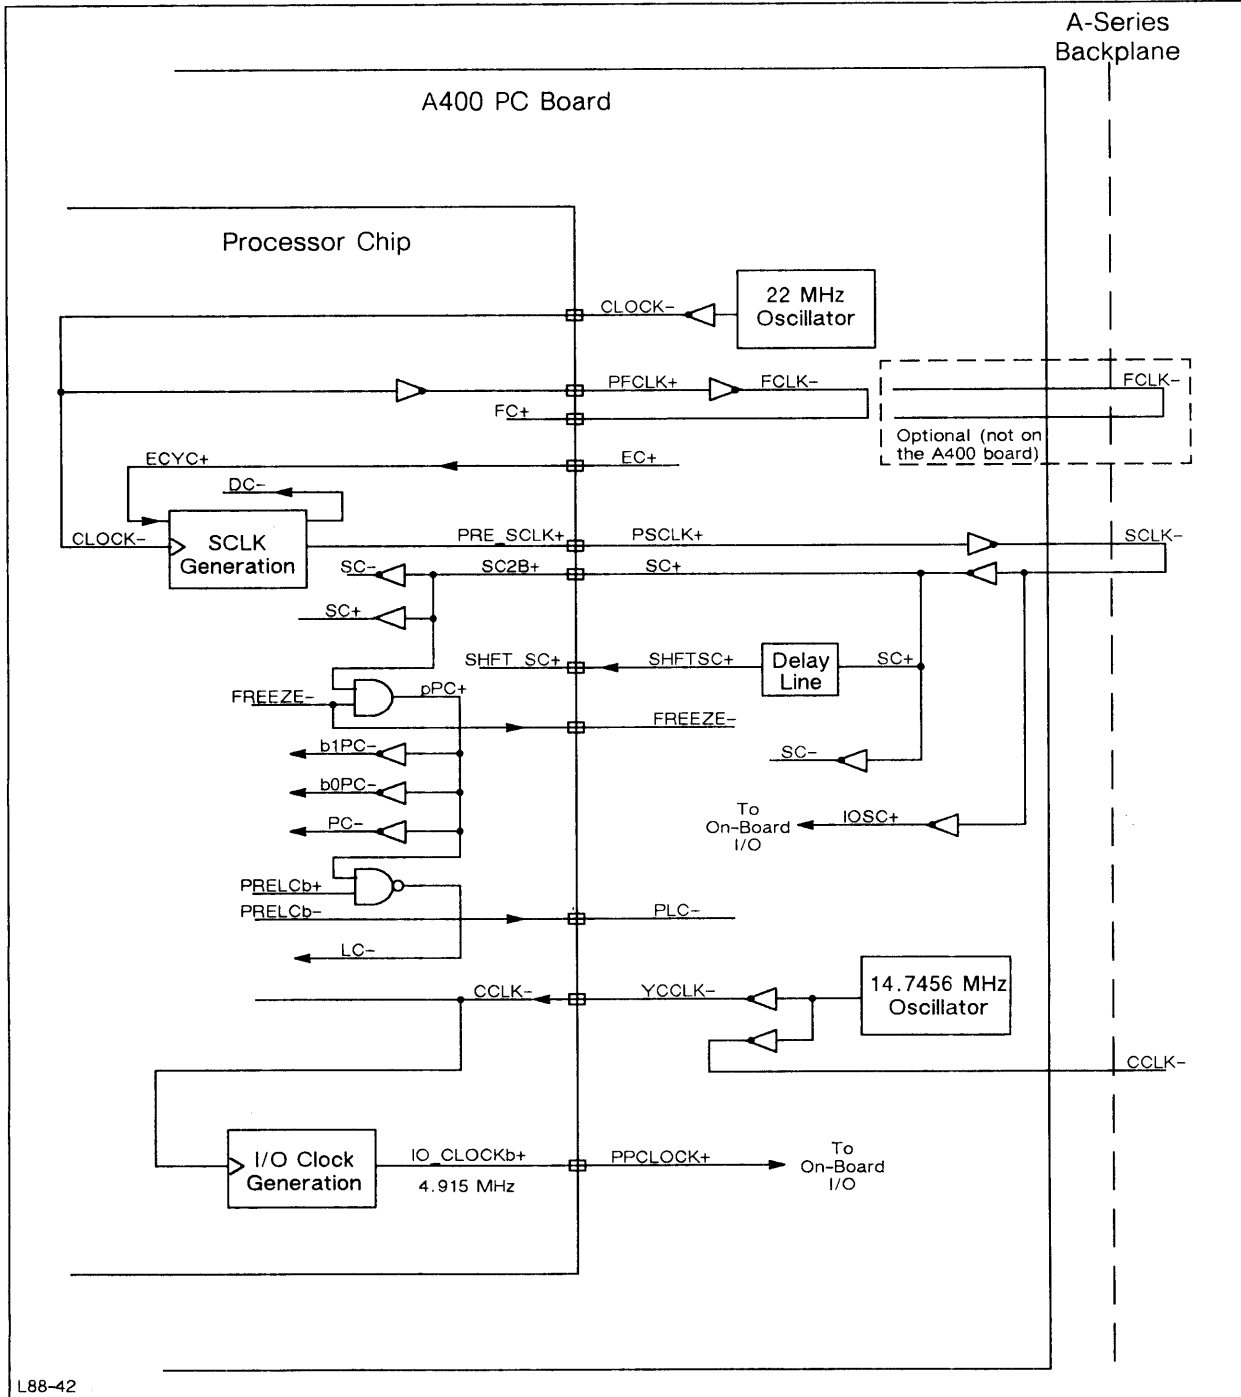 A-Series
Backplane
A400 PC Board
Processor Chip
22 MHz
Oscillator
CLOCK-
PFCLK+
FCLK-
FCLK-
FC+
Optional (not on
the A400 board)
ECYC+
EC+
DC-
CLOCK-
SCLK
Generation
PRE_SCLK+
PSCLK+
SCLK-
SC-
SC2B+
SC+
SC+
SHFT_SC+
SHFTSC+
Delay
Line
SC+
FREEZE-
pPC+
FREEZE-
b1PC-
SC-
b0PC-
PC-
To
On-Board
I/O
IOSC+
PRELCb+
PRELCb-
PLC-
LC-
CCLK-
YCCLK-
14.7456 MHz
Oscillator
CCLK-
I/O Clock
Generation
IO_CLOCKb+
4.915 MHz
PPCLOCK+
To
On-Board
I/O
L88-42